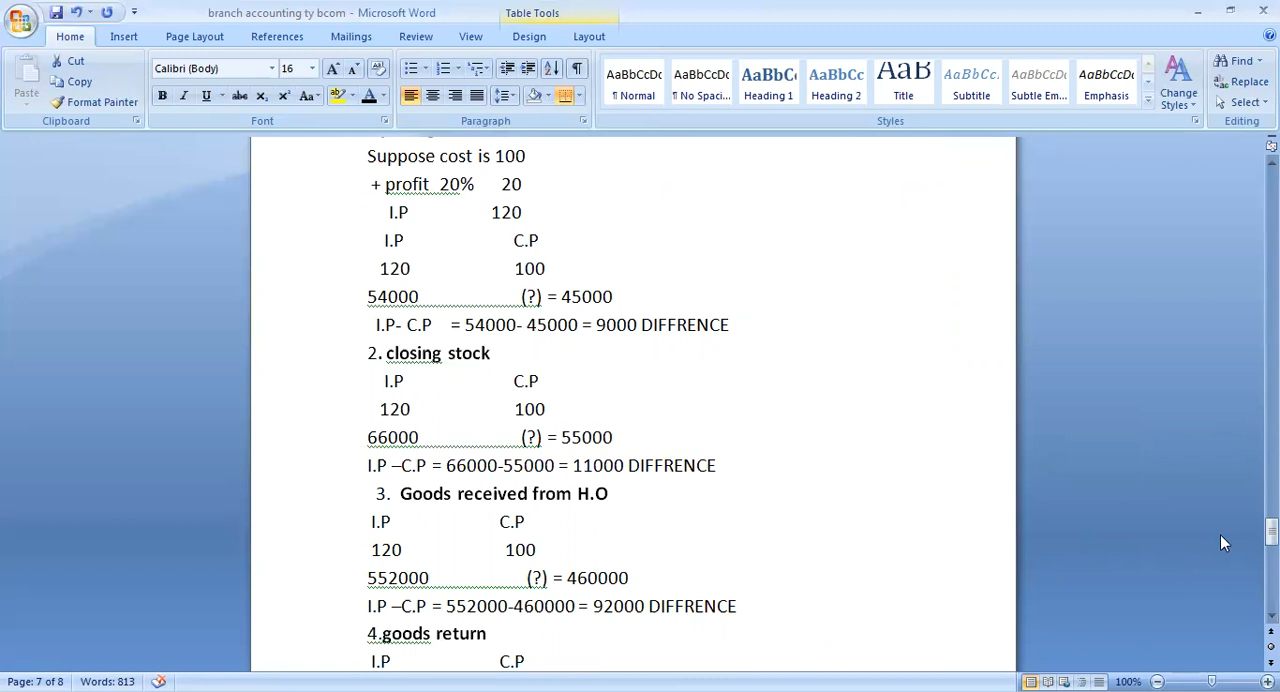 branch accounting ty bcom - Microsoft Word
Table Tools
Home Insert Page Layout References Mailings Review View Design Layout
Paste
Cut
Copy
Format Painter
Clipboard
Calibri (Body) 16
Font
Paragraph
AaBbCcDc AaBbCcDc AaBbCc AaBbCc AaB AaBbCc. AaBbCcDc AaBbCcDc
¶ Normal ¶ No Spaci... Heading 1 Heading 2 Title Subtitle Subtle Em... Emphasis
Styles
Change Styles
Find
Replace
Select
Editing
Suppose cost is 100
+ profit 20% 20
I.P 120
I.P C.P
120 100
54000 (?) = 45000
I.P- C.P = 54000- 45000 = 9000 DIFFRENCE
2. closing stock
I.P C.P
120 100
66000 (?) = 55000
I.P –C.P = 66000-55000 = 11000 DIFFRENCE
3. Goods received from H.O
I.P C.P
120 100
552000 (?) = 460000
I.P –C.P = 552000-460000 = 92000 DIFFRENCE
4.goods return
I.P C.P
Page: 7 of 8 Words: 813 100%